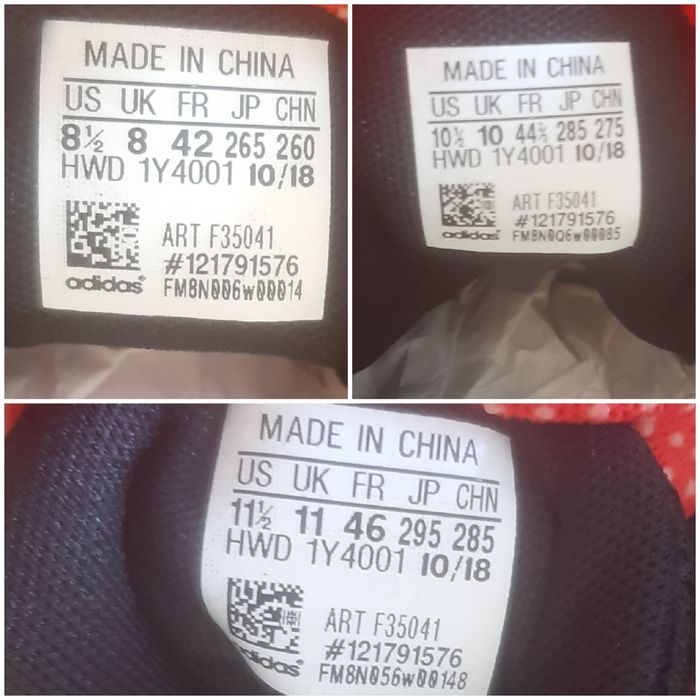 MADE IN CHINA
US UK FR JP CHN
8½ 8 42 265 260
HWD 1Y4001 10/18
ART F35041
#121791576
adidas
FM8N006w00014
MADE IN CHINA
US UK FR JP CHN
10½ 10 44⅔ 285 275
HWD 1Y4001 10/18
ART F35041
#121791576
adidas
FM8N0Q6w00085
MADE IN CHINA
US UK FR JP CHN
11½ 11 46 295 285
HWD 1Y4001 10/18
ART F35041
#121791576
adidas
FM8N056w00148